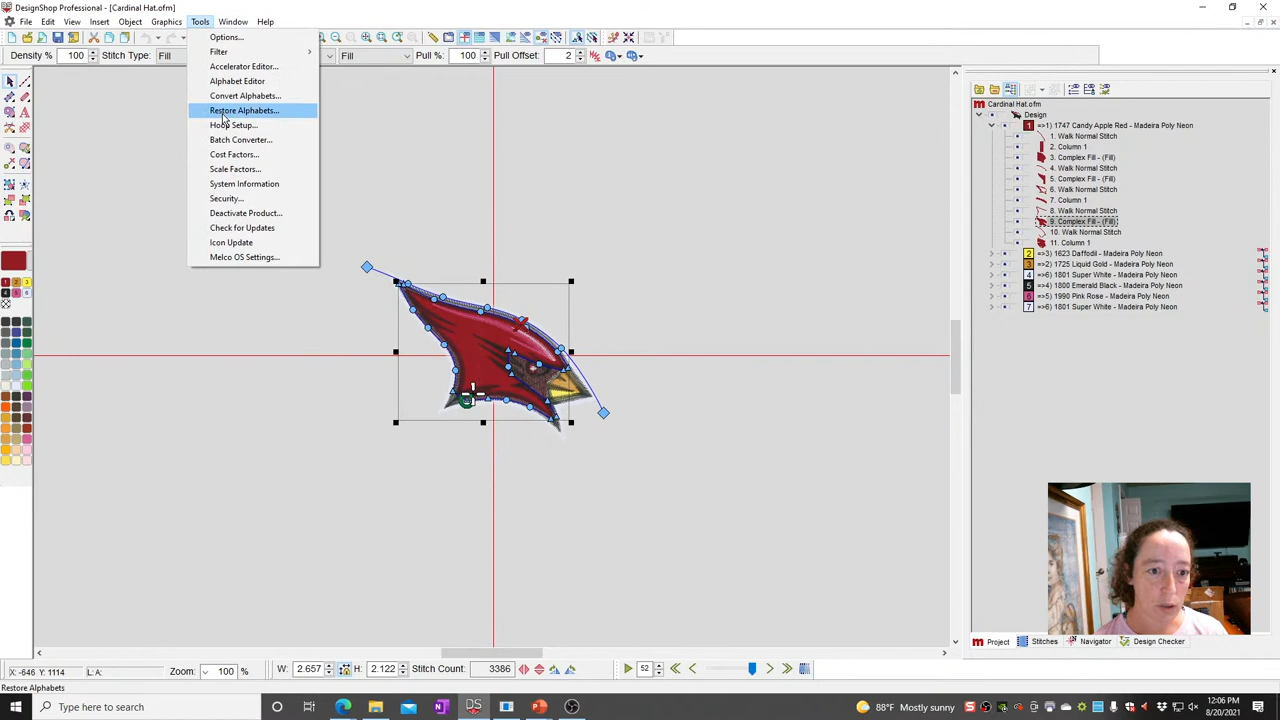 DesignShop Professional - [Cardinal Hat.ofm]
File Edit View Insert Object Graphics Tools Window Help
Density % 100 Stitch Type: Fill Fill Pull % 100 Pull Offset: 2
Options...
Filter
Accelerator Editor...
Alphabet Editor
Convert Alphabets...
Restore Alphabets...
Hoop Setup...
Batch Converter...
Cost Factors...
Scale Factors...
System Information
Security...
Deactivate Product...
Check for Updates
Icon Update
Melco OS Settings...
Cardinal Hat.ofm
Design
1 =>1) 1747 Candy Apple Red - Madeira Poly Neon
1. Walk Normal Stitch
2. Column 1
3. Complex Fill - (Fill)
4. Walk Normal Stitch
5. Complex Fill - (Fill)
6. Walk Normal Stitch
7. Column 1
8. Walk Normal Stitch
9. Complex Fill - (Fill)
10. Walk Normal Stitch
11. Column 1
2 =>3) 1623 Daffodil - Madeira Poly Neon
3 =>2) 1725 Liquid Gold - Madeira Poly Neon
4 =>6) 1801 Super White - Madeira Poly Neon
5 =>4) 1800 Emerald Black - Madeira Poly Neon
6 =>5) 1990 Pink Rose - Madeira Poly Neon
7 =>6) 1801 Super White - Madeira Poly Neon
Project Stitches Navigator Design Checker
X: -646 Y: 1114 L: A: Zoom: 100 % W: 2.657 H: 2.122 Stitch Count: 3386 52
Restore Alphabets
Type here to search
88°F Mostly sunny
12:06 PM
8/20/2021